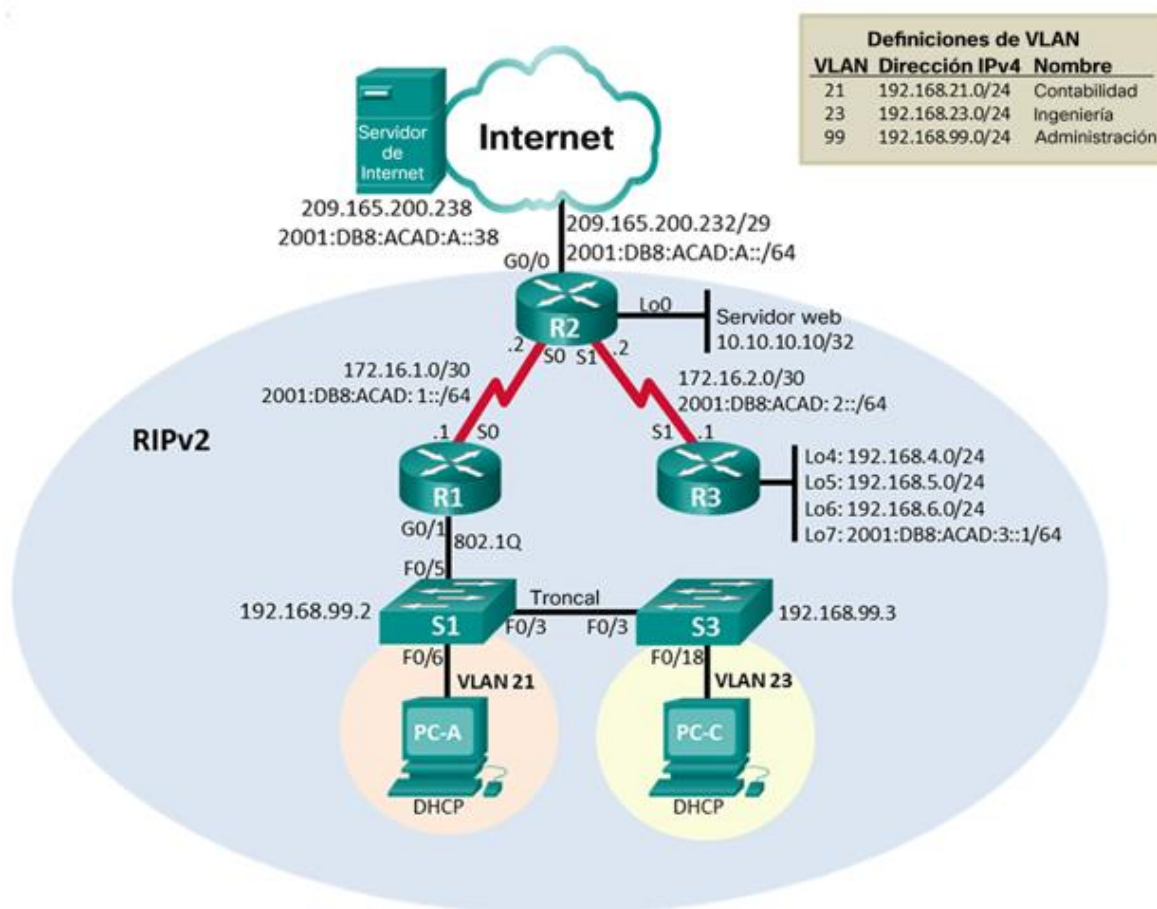 Definiciones de VLAN
VLAN Dirección IPv4 Nombre
21 192.168.21.0/24 Contabilidad
23 192.168.23.0/24 Ingeniería
99 192.168.99.0/24 Administración
Servidor de Internet
Internet
209.165.200.238
2001:DB8:ACAD:A::38
209.165.200.232/29
2001:DB8:ACAD:A::/64
G0/0
R2
Lo0
Servidor web
10.10.10.10/32
.2 S0 S1 .2
172.16.1.0/30
2001:DB8:ACAD: 1::/64
172.16.2.0/30
2001:DB8:ACAD: 2::/64
RIPv2
.1 S0
S1 .1
R1
R3
Lo4: 192.168.4.0/24
Lo5: 192.168.5.0/24
Lo6: 192.168.6.0/24
Lo7: 2001:DB8:ACAD:3::1/64
G0/1
802.1Q
F0/5
192.168.99.2
S1
Troncal
F0/3 F0/3
S3
192.168.99.3
F0/6
VLAN 21
F0/18
VLAN 23
PC-A
PC-C
DHCP
DHCP